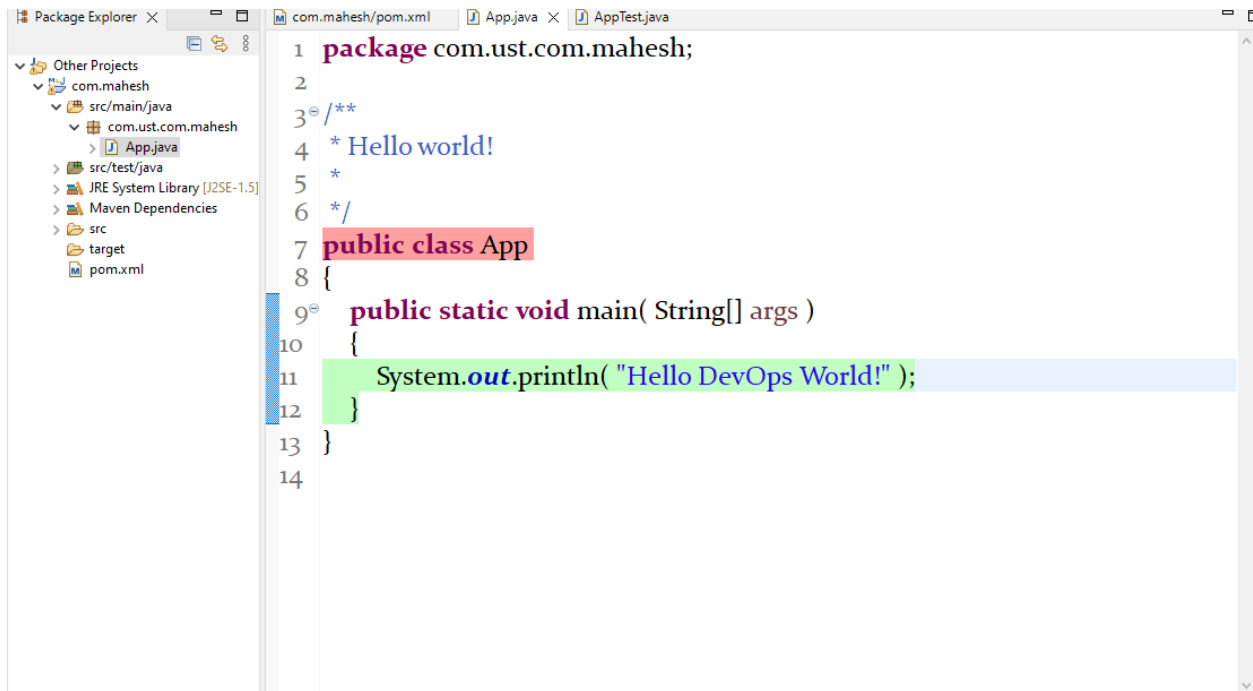 Package Explorer
Other Projects
com.mahesh
src/main/java
com.ust.com.mahesh
App.java
src/test/java
JRE System Library [J2SE-1.5]
Maven Dependencies
src
target
pom.xml
com.mahesh/pom.xml App.java AppTest.java
1 package com.ust.com.mahesh;
2
3 /**
4 * Hello world!
5 *
6 */
7 public class App
8 {
9 public static void main( String[] args )
10 {
11 System.out.println( "Hello DevOps World!" );
12 }
13 }
14